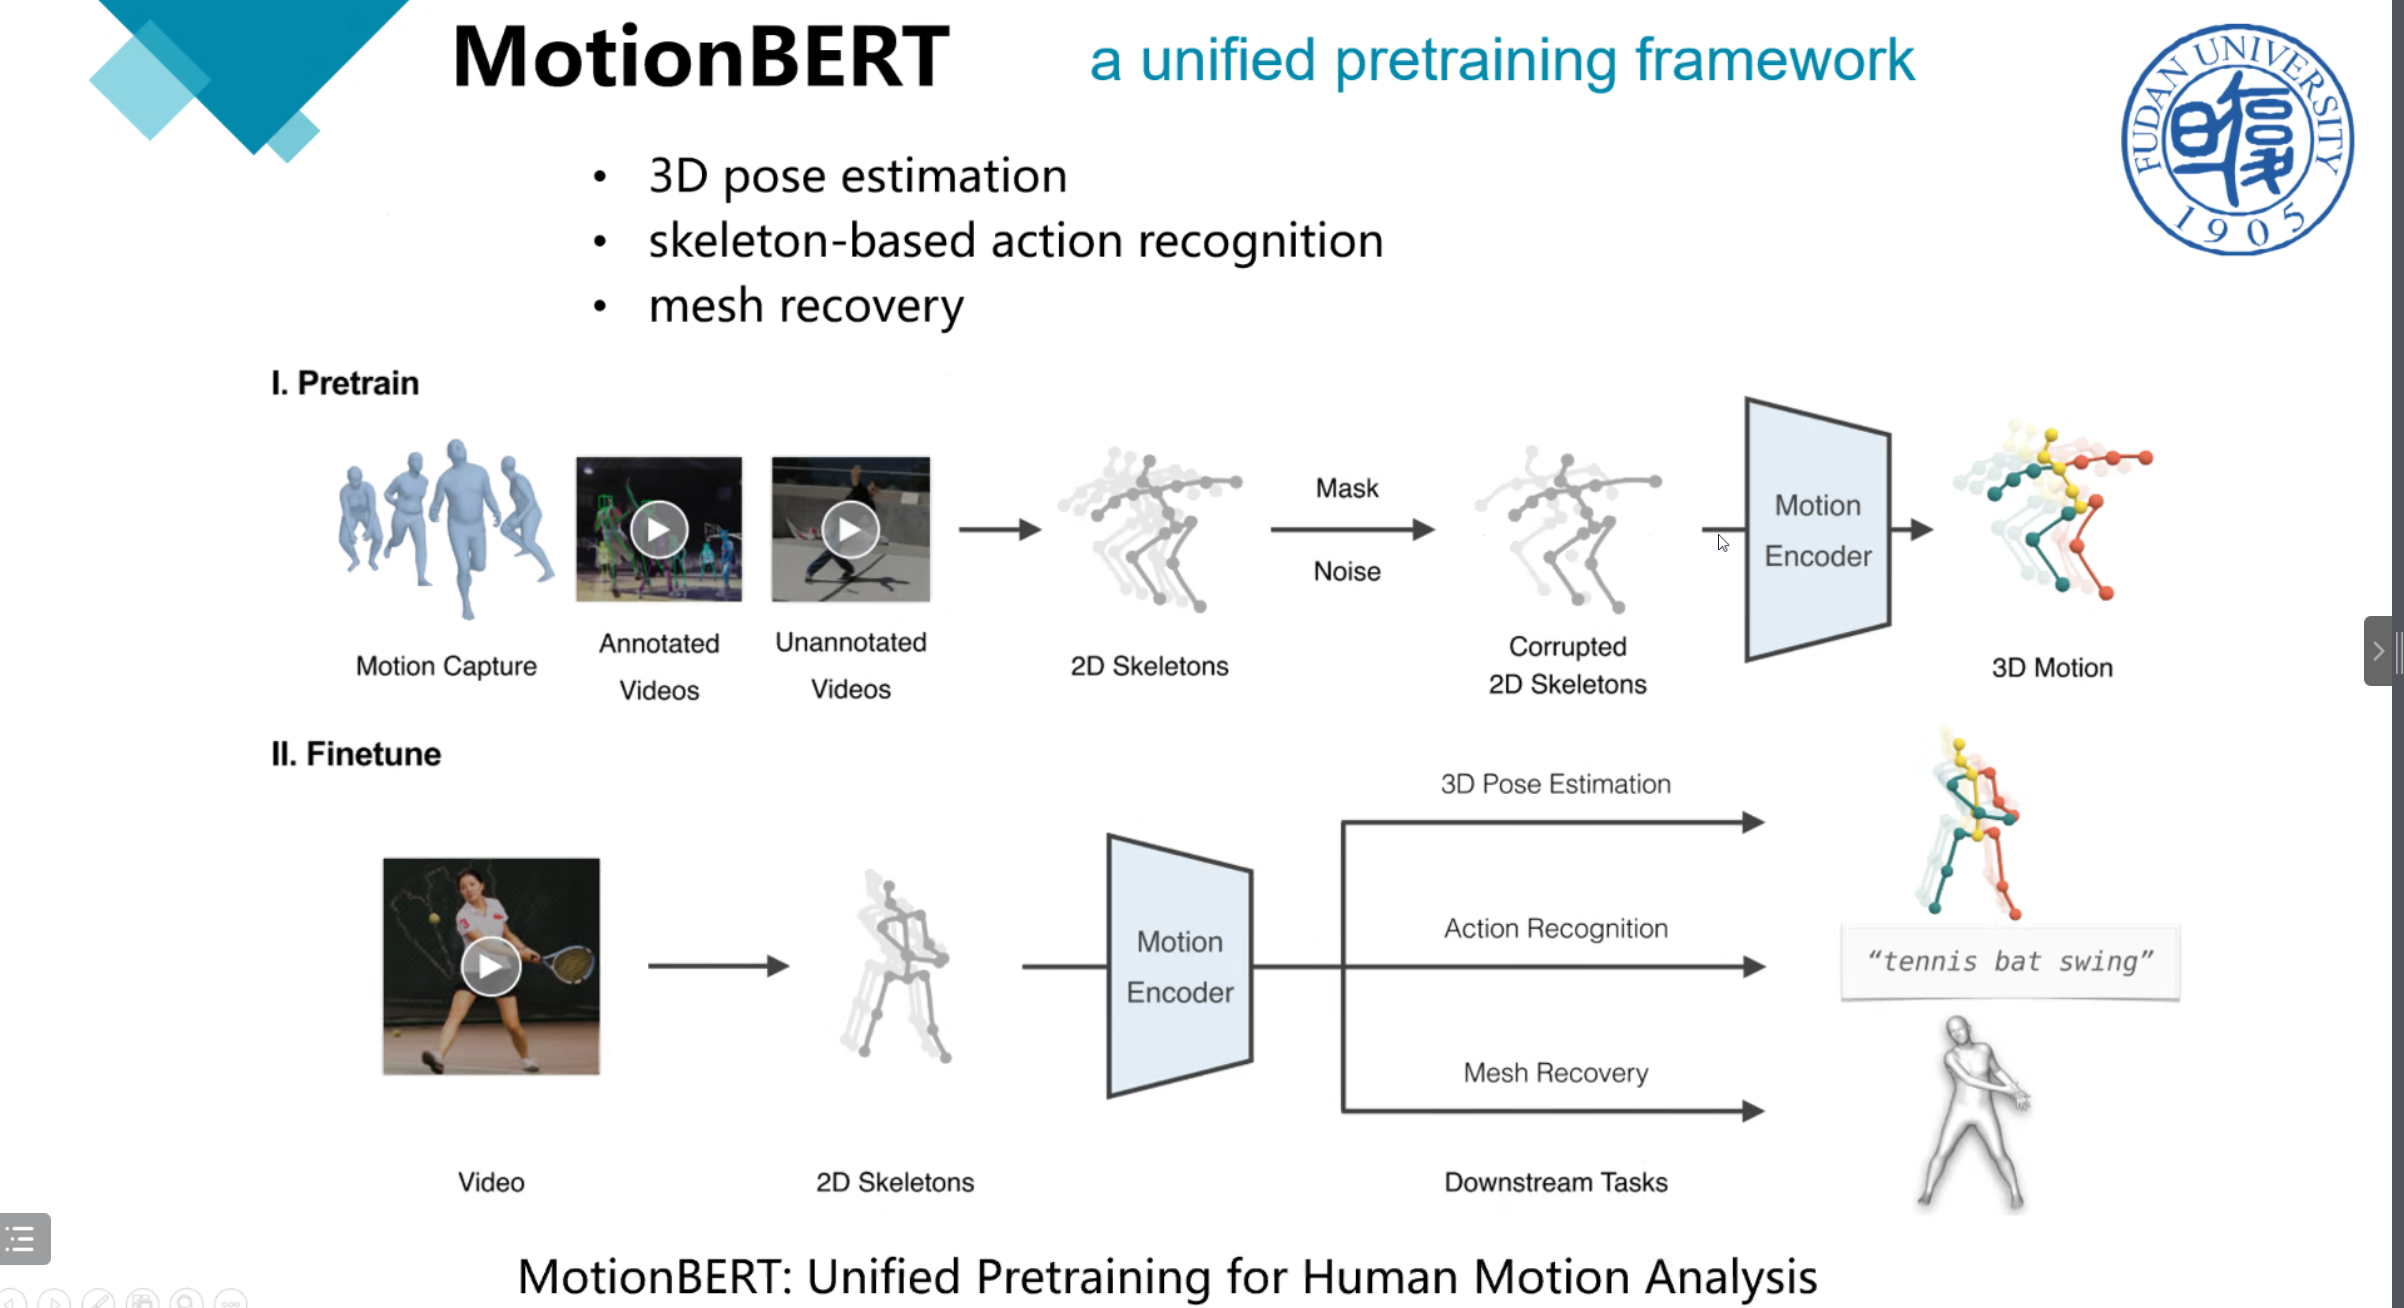 MotionBERT
a unified pretraining framework
FUDAN UNIVERSITY
1905
• 3D pose estimation
• skeleton-based action recognition
• mesh recovery
I. Pretrain
Motion Capture
Annotated
Videos
Unannotated
Videos
2D Skeletons
Mask
Noise
Corrupted
2D Skeletons
Motion
Encoder
3D Motion
II. Finetune
Video
2D Skeletons
Motion
Encoder
3D Pose Estimation
Action Recognition
Mesh Recovery
Downstream Tasks
“tennis bat swing”
MotionBERT: Unified Pretraining for Human Motion Analysis